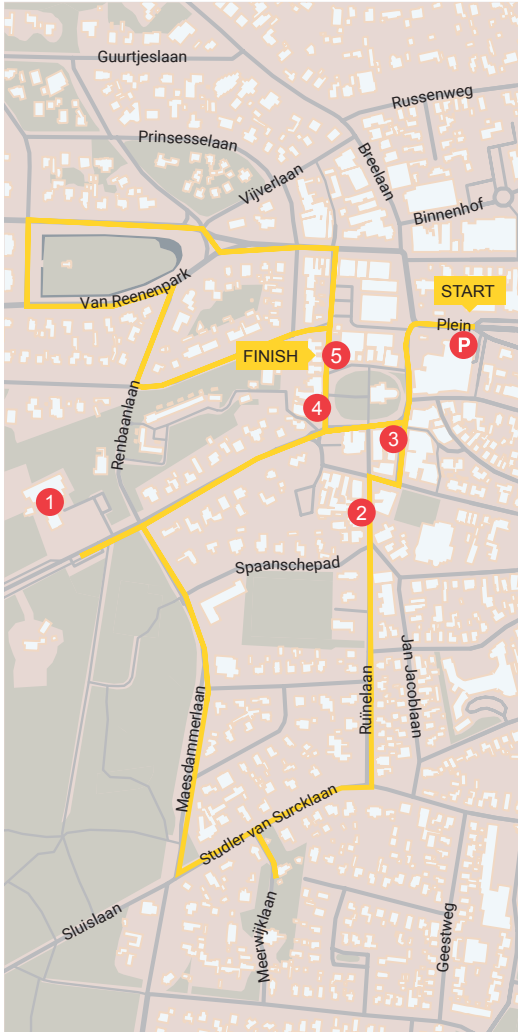 Guurtjeslaan
Russenweg
Prinsesselaan
Breelaan
Vijverlaan
Binnenhof
Van Reenenpark
START
Plein
P
FINISH
5
4
Renbaanlaan
3
1
2
Spaanschepad
Jan Jacoblaan
Ruïnelaan
Maesdammerlaan
Studler van Surcklaan
Sluislaan
Meerwijklaan
Geestweg